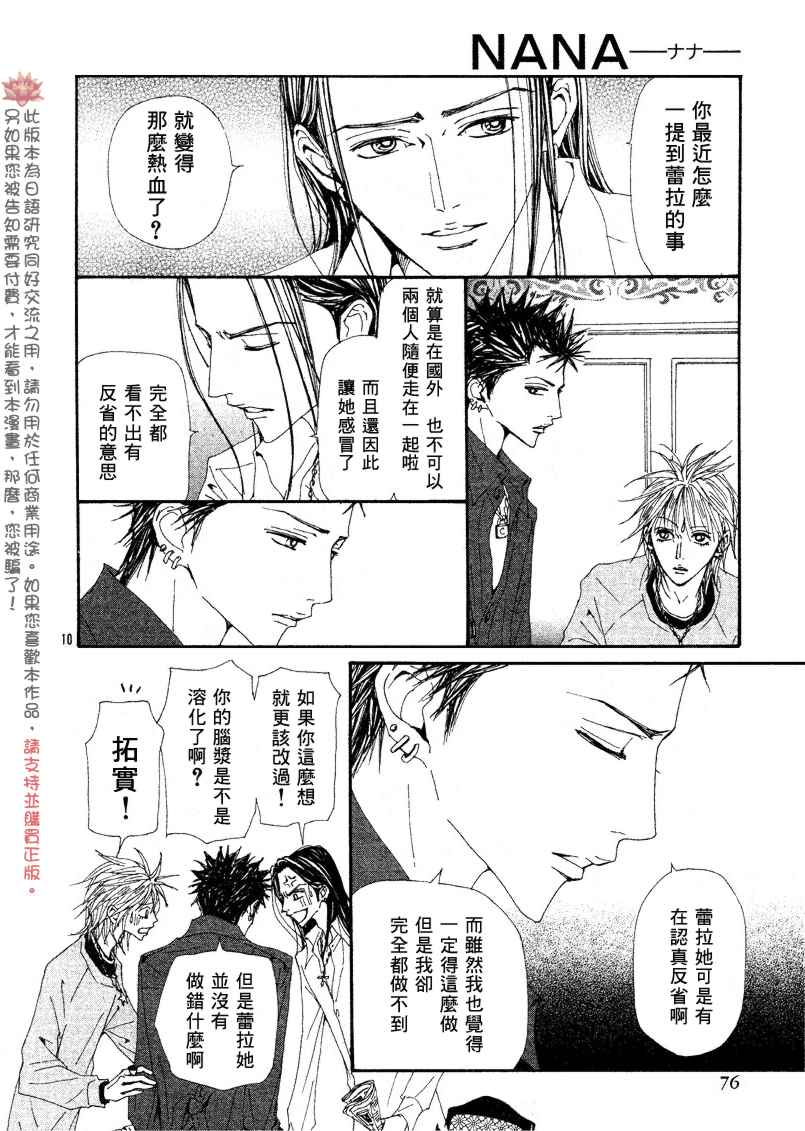 NANA—ナナ—
你最近怎麼
一提到蕾拉的事
就變得
那麼熱血了？
就算是在國外 也不可以
兩個人隨便走在一起啦
而且還因此
讓她感冒了
完全都
看不出有
反省的意思
10
蕾拉她可是有
在認真反省啊
而雖然我也覺得
一定得這麼做
但是我卻
完全都做不到
如果你這麼想
就更該改過！
你的腦漿是不是
溶化了啊？
拓實！
但是蕾拉她
並沒有
做錯什麼啊
76
此版本為日語研究同好交流之用，請勿用於任何商業用途。如果您喜歡本作品，請支持並購買正版。
只如果您被告知需要付費，才能看到本漫畫，那麼，您被騙了！